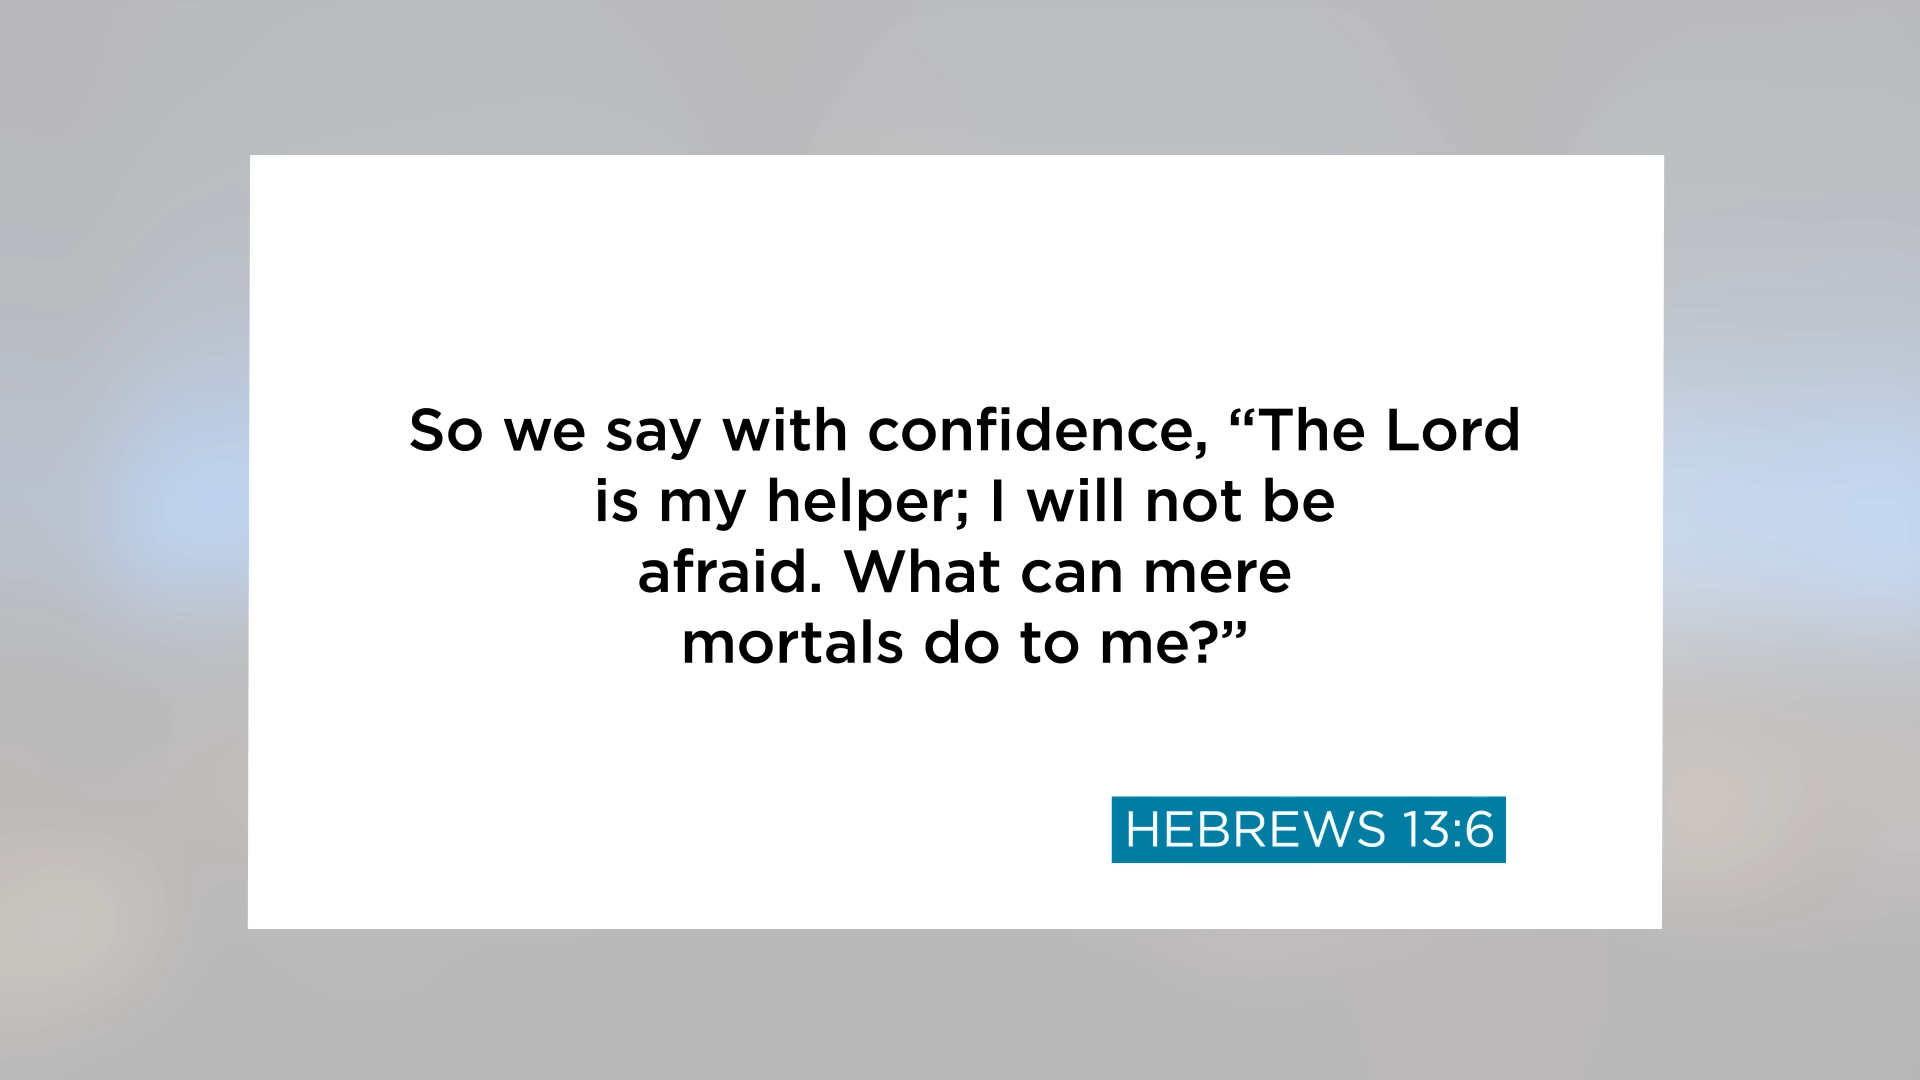 So we say with confidence, “The Lord
is my helper; I will not be
afraid. What can mere
mortals do to me?”
HEBREWS 13:6